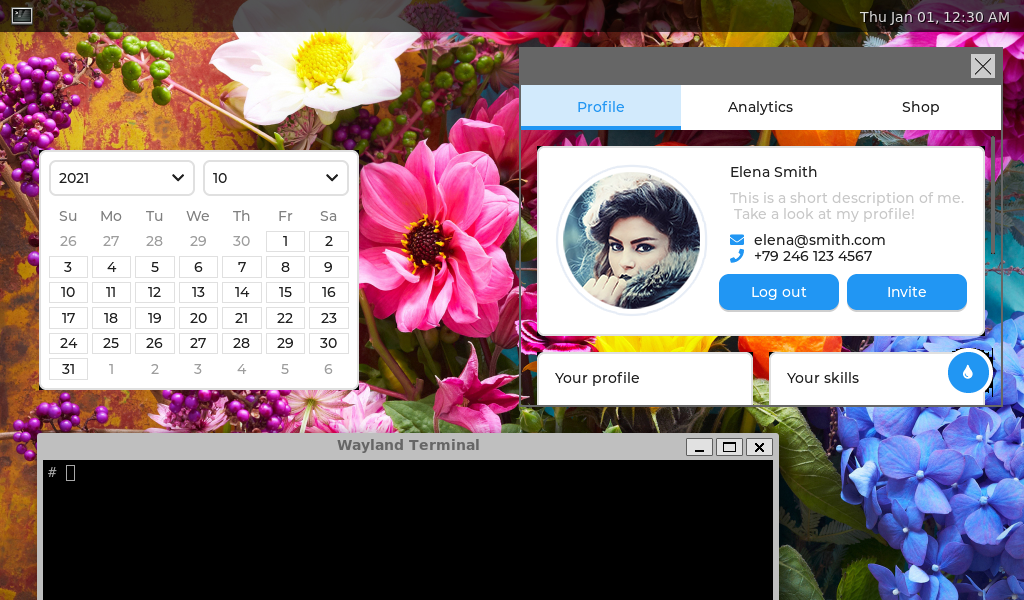 Thu Jan 01, 12:30 AM
Profile Analytics Shop
2021 10
Su Mo Tu We Th Fr Sa
26 27 28 29 30 1 2
3 4 5 6 7 8 9
10 11 12 13 14 15 16
17 18 19 20 21 22 23
24 25 26 27 28 29 30
31 1 2 3 4 5 6
Elena Smith
This is a short description of me.
Take a look at my profile!
elena@smith.com
+79 246 123 4567
Log out Invite
Your profile Your skills
Wayland Terminal
#